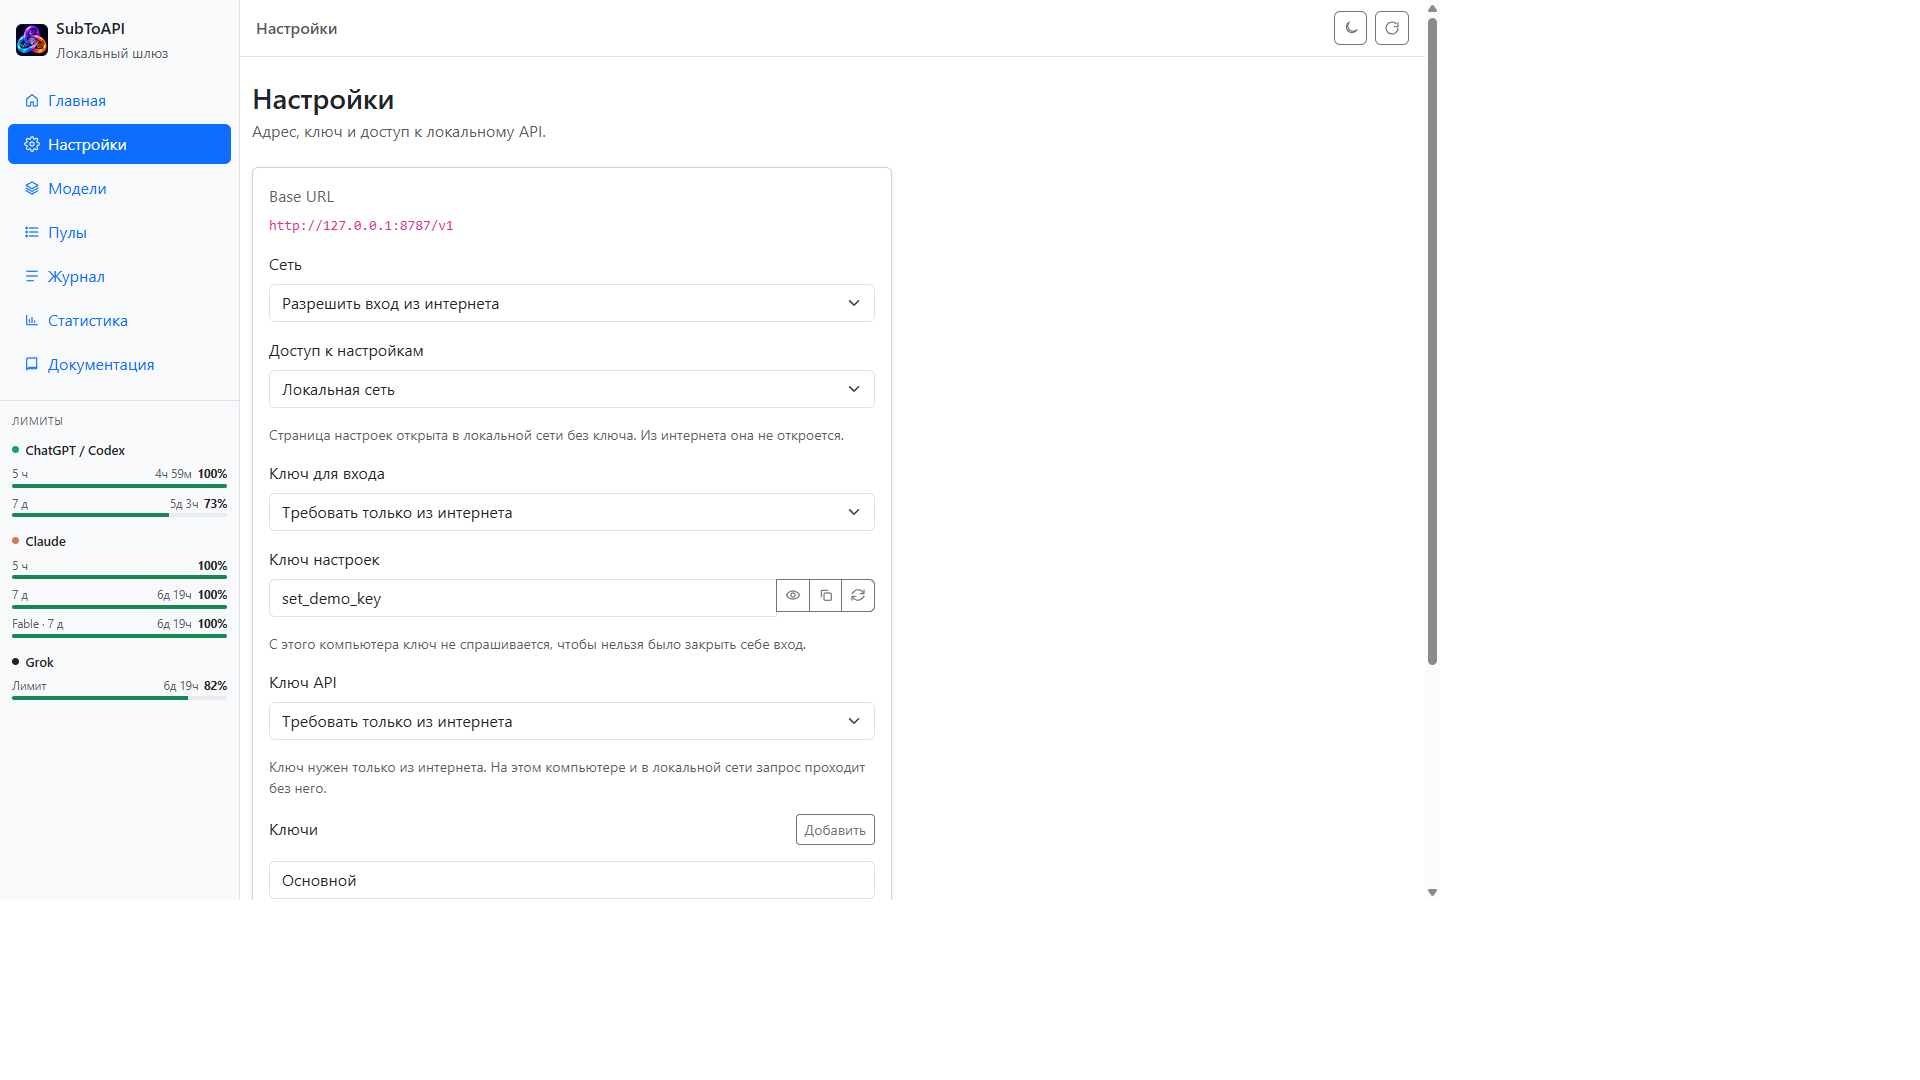 SubToAPI
Локальный шлюз
Главная
Настройки
Модели
Пулы
Журнал
Статистика
Документация
ЛИМИТЫ
ChatGPT / Codex
5 ч 4ч 59м 100%
7 д 5д 3ч 73%
Claude
5 ч 100%
7 д 6д 19ч 100%
Fable · 7 д 6д 19ч 100%
Grok
Лимит 6д 19ч 82%
Настройки
Настройки
Адрес, ключ и доступ к локальному API.
Base URL
http://127.0.0.1:8787/v1
Сеть
Разрешить вход из интернета
Доступ к настройкам
Локальная сеть
Страница настроек открыта в локальной сети без ключа. Из интернета она не откроется.
Ключ для входа
Требовать только из интернета
Ключ настроек
set_demo_key
С этого компьютера ключ не спрашивается, чтобы нельзя было закрыть себе вход.
Ключ API
Требовать только из интернета
Ключ нужен только из интернета. На этом компьютере и в локальной сети запрос проходит
без него.
Ключи
Добавить
Основной